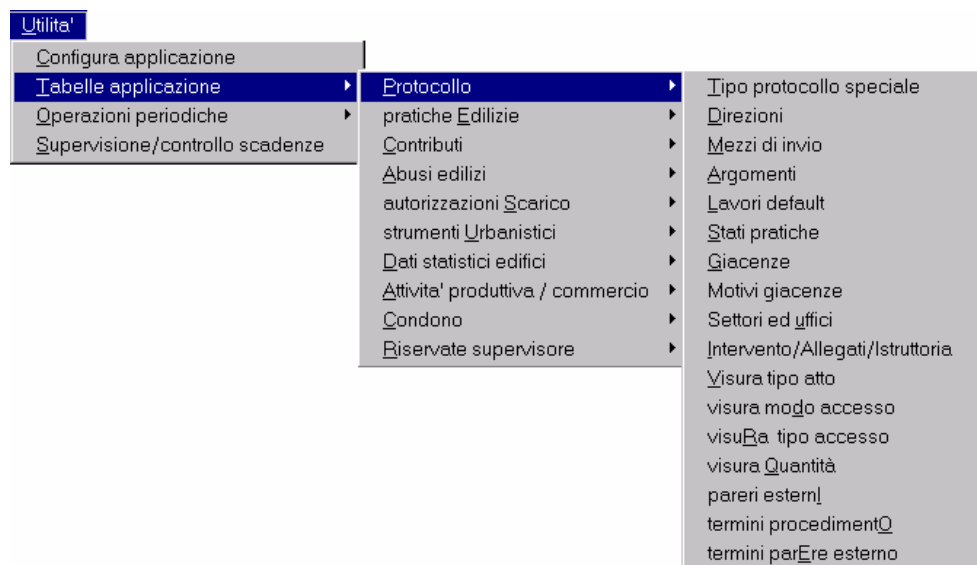 Utilita'
Configura applicazione
Tabelle applicazione
Operazioni periodiche
Supervisione/controllo scadenze
Protocollo
pratiche Edilizie
Contributi
Abusi edilizi
autorizzazioni Scarico
strumenti Urbanistici
Dati statistici edifici
Attivita' produttiva / commercio
Condono
Riservate supervisore
Tipo protocollo speciale
Direzioni
Mezzi di invio
Argomenti
Lavori default
Stati pratiche
Giacenze
Motivi giacenze
Settori ed uffici
Intervento/Allegati/Istruttoria
Visura tipo atto
visura modo accesso
visuRa tipo accesso
visura Quantità
pareri esternI
termini procedimentO
termini parEre esterno